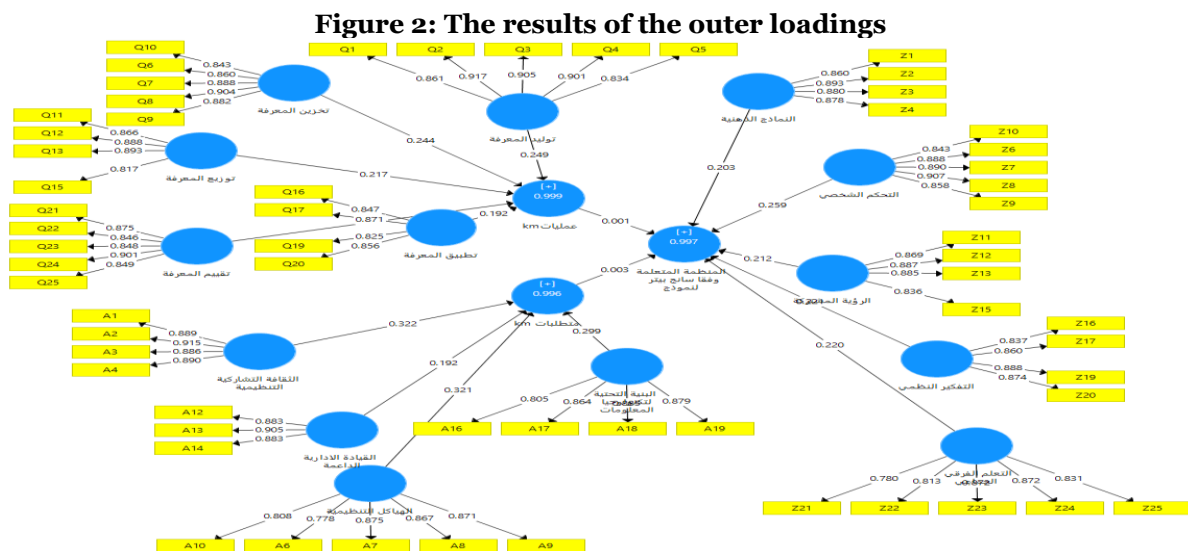 Figure 2: The results of the outer loadings
Q10
Q6
Q7
Q8
Q9
0.843
0.860
0.888
0.904
0.882
تخزين المعرفة
0.244
Q1
Q2
Q3
Q4
Q5
0.861
0.917
0.905
0.901
0.834
توليد المعرفة
0.249
Z1
Z2
Z3
Z4
0.860
0.893
0.880
0.878
النماذج الذهنية
0.203
Q11
Q12
Q13
Q15
0.866
0.888
0.893
0.817
توزيع المعرفة
0.217
Z10
Z6
Z7
Z8
Z9
0.843
0.888
0.890
0.907
0.858
التحكم الشخصي
0.259
Q16
Q17
Q19
Q20
0.847
0.871
0.825
0.856
تطبيق المعرفة
0.192
[+]
0.999
عمليات km
0.001
Q21
Q22
Q23
Q24
Q25
0.875
0.846
0.848
0.901
0.849
تقييم المعرفة
[+]
0.997
المنظمة المتعلمة
وفقا سانج بيتر
لنموذج
Z11
Z12
Z13
Z15
0.869
0.887
0.885
0.836
الرؤية
0.212
[+]
0.996
متطلبات km
0.003
A1
A2
A3
A4
0.889
0.915
0.886
0.890
الثقافة التشاركية
التنظيمية
0.322
Z16
Z17
Z19
Z20
0.837
0.860
0.888
0.874
التفكير النظمي
A12
A13
A14
0.883
0.905
0.883
القيادة الادارية
الداعمة
0.192
0.299
البنية التحتية
لتكنولوجيا
المعلومات
0.805
0.864
0.879
A16
A17
A18
A19
0.220
التعلم الفرقي
0.780
0.813
0.872
0.831
Z21
Z22
Z23
Z24
Z25
0.321
الهياكل التنظيمية
0.808
0.778
0.875
0.867
0.871
A10
A6
A7
A8
A9